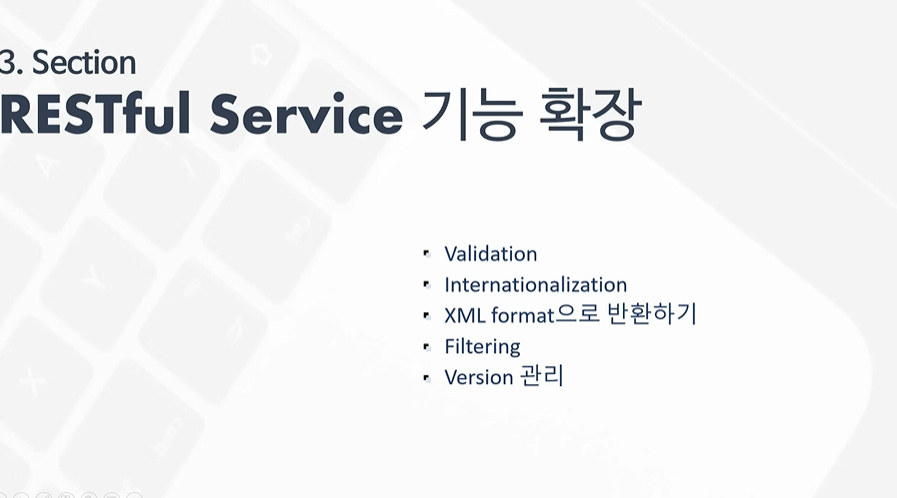 3. Section
RESTful Service 기능 확장
Validation
Internationalization
XML format으로 반환하기
Filtering
Version 관리